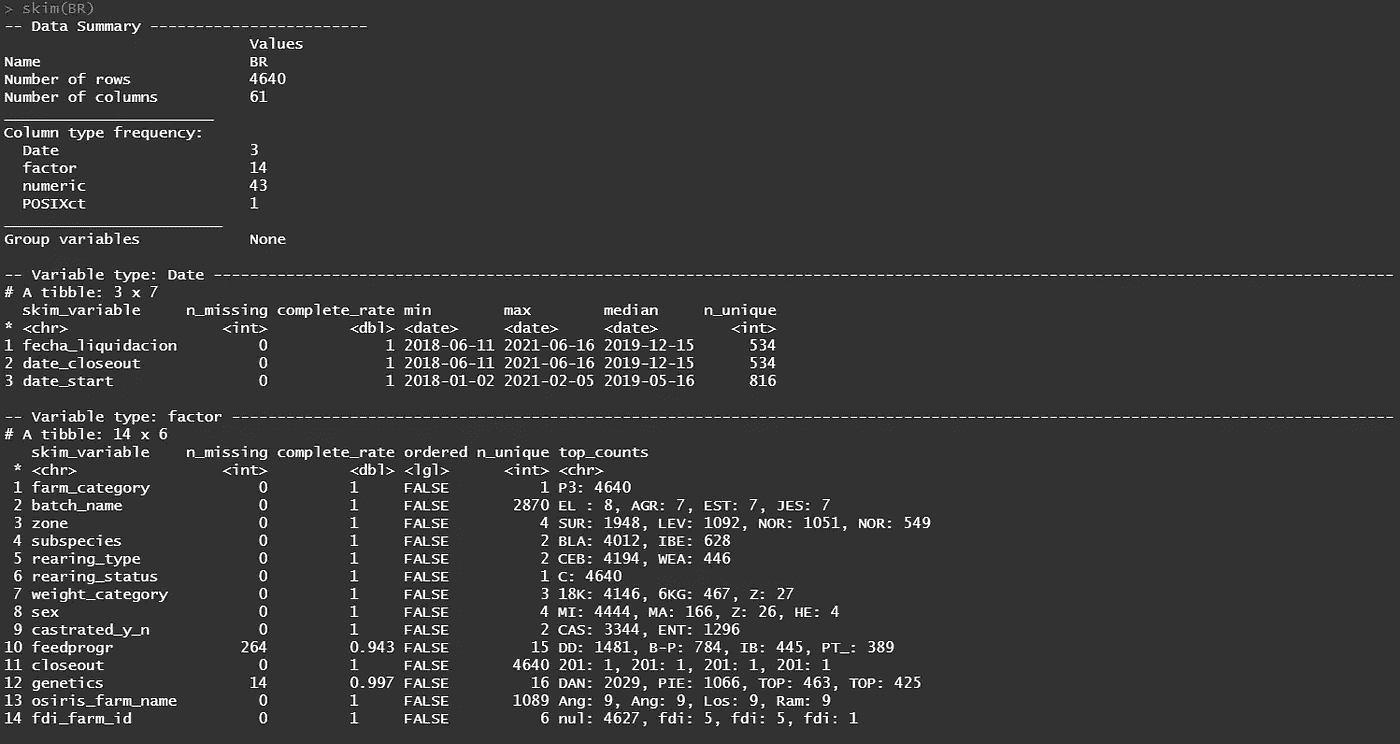 > skim(BR)
-- Data Summary ------------------------
                           Values
Name                       BR
Number of rows             4640
Number of columns          61
_______________________
Column type frequency:
  Date                     3
  factor                   14
  numeric                  43
  POSIXct                  1
________________________
Group variables            None
-- Variable type: Date ----------------------------------------------------------------------------------------------------------------------------------
# A tibble: 3 x 7
  skim_variable     n_missing complete_rate min        max        median     n_unique
* <chr>                 <int>         <dbl> <date>     <date>     <date>        <int>
1 fecha_liquidacion         0             1 2018-06-11 2021-06-16 2019-12-15      534
2 date_closeout             0             1 2018-06-11 2021-06-16 2019-12-15      534
3 date_start                0             1 2018-01-02 2021-02-05 2019-05-16      816
-- Variable type: factor --------------------------------------------------------------------------------------------------------------------------------
# A tibble: 14 x 6
   skim_variable    n_missing complete_rate ordered n_unique top_counts
 * <chr>                <int>         <dbl> <lgl>      <int> <chr>
 1 farm_category            0         1     FALSE          1 P3: 4640
 2 batch_name               0         1     FALSE       2870 EL : 8, AGR: 7, EST: 7, JES: 7
 3 zone                     0         1     FALSE          4 SUR: 1948, LEV: 1092, NOR: 1051, NOR: 549
 4 subspecies               0         1     FALSE          2 BLA: 4012, IBE: 628
 5 rearing_type             0         1     FALSE          2 CEB: 4194, WEA: 446
 6 rearing_status           0         1     FALSE          1 C: 4640
 7 weight_category          0         1     FALSE          3 18K: 4146, 6KG: 467, Z: 27
 8 sex                      0         1     FALSE          4 MI: 4444, MA: 166, Z: 26, HE: 4
 9 castrated_y_n            0         1     FALSE          2 CAS: 3344, ENT: 1296
10 feedprogr              264         0.943 FALSE         15 DD: 1481, B-P: 784, IB: 445, PT_: 389
11 closeout                 0         1     FALSE       4640 201: 1, 201: 1, 201: 1, 201: 1
12 genetics                14         0.997 FALSE         16 DAN: 2029, PIE: 1066, TOP: 463, TOP: 425
13 osiris_farm_name         0         1     FALSE       1089 Ang: 9, Ang: 9, Los: 9, Ram: 9
14 fdi_farm_id              0         1     FALSE          6 nul: 4627, fdi: 5, fdi: 5, fdi: 1